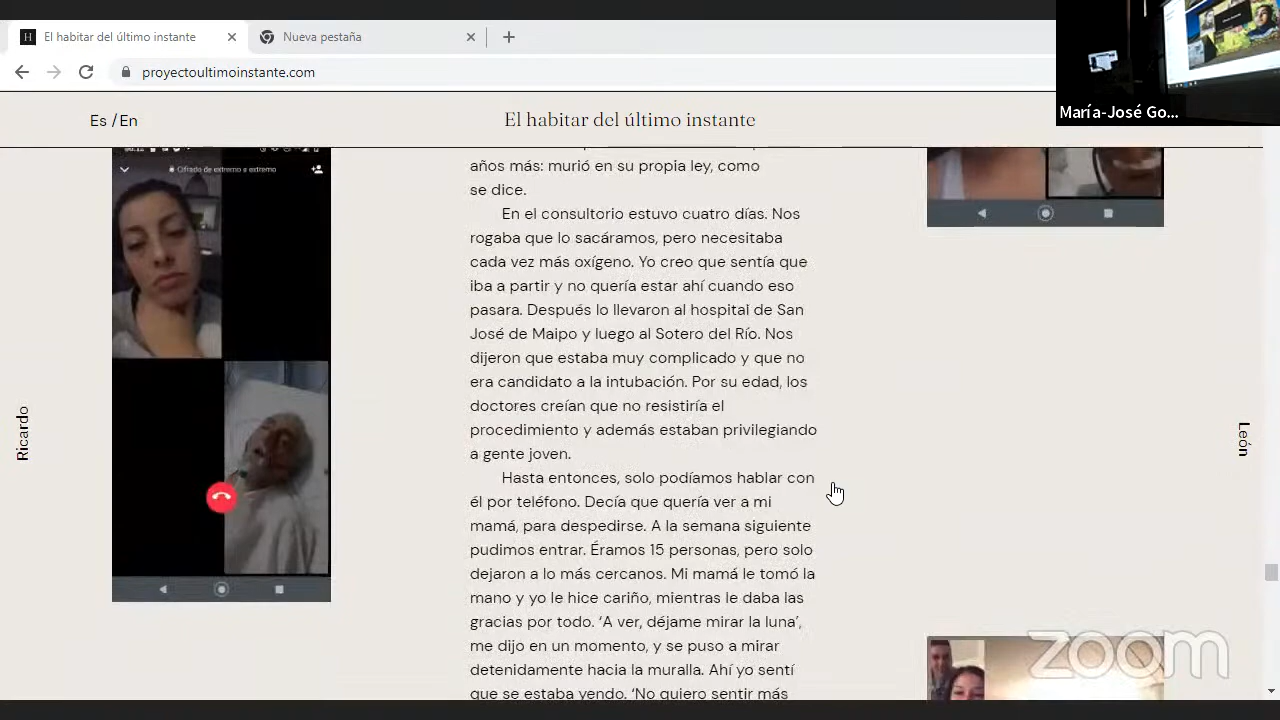 El habitar del último instante
Nueva pestaña
proyectoultimoinstante.com
María-José Go...
Es / En
El habitar del último instante
Cifrado de extremo a extremo
Ricardo
años más: murió en su propia ley, como
se dice.
En el consultorio estuvo cuatro días. Nos
rogaba que lo sacáramos, pero necesitaba
cada vez más oxígeno. Yo creo que sentía que
iba a partir y no quería estar ahí cuando eso
pasara. Después lo llevaron al hospital de San
José de Maipo y luego al Sotero del Río. Nos
dijeron que estaba muy complicado y que no
era candidato a la intubación. Por su edad, los
doctores creían que no resistiría el
procedimiento y además estaban privilegiando
a gente joven.
Hasta entonces, solo podíamos hablar con
él por teléfono. Decía que quería ver a mi
mamá, para despedirse. A la semana siguiente
pudimos entrar. Éramos 15 personas, pero solo
dejaron a lo más cercanos. Mi mamá le tomó la
mano y yo le hice cariño, mientras le daba las
gracias por todo. ‘A ver, déjame mirar la luna’,
me dijo en un momento, y se puso a mirar
detenidamente hacia la muralla. Ahí yo sentí
que se estaba yendo. ‘No quiero sentir más
León
zoom